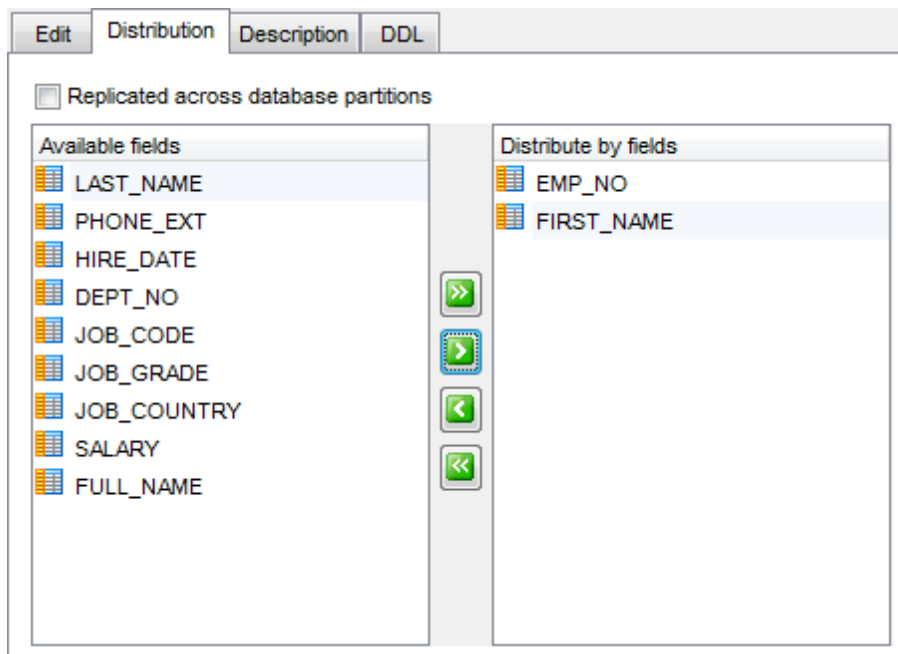 Edit Distribution Description DDL
Replicated across database partitions
Available fields
LAST_NAME
PHONE_EXT
HIRE_DATE
DEPT_NO
JOB_CODE
JOB_GRADE
JOB_COUNTRY
SALARY
FULL_NAME
Distribute by fields
EMP_NO
FIRST_NAME